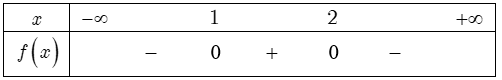 x −∞ 1 2 +∞
f(x) − 0 + 0 −